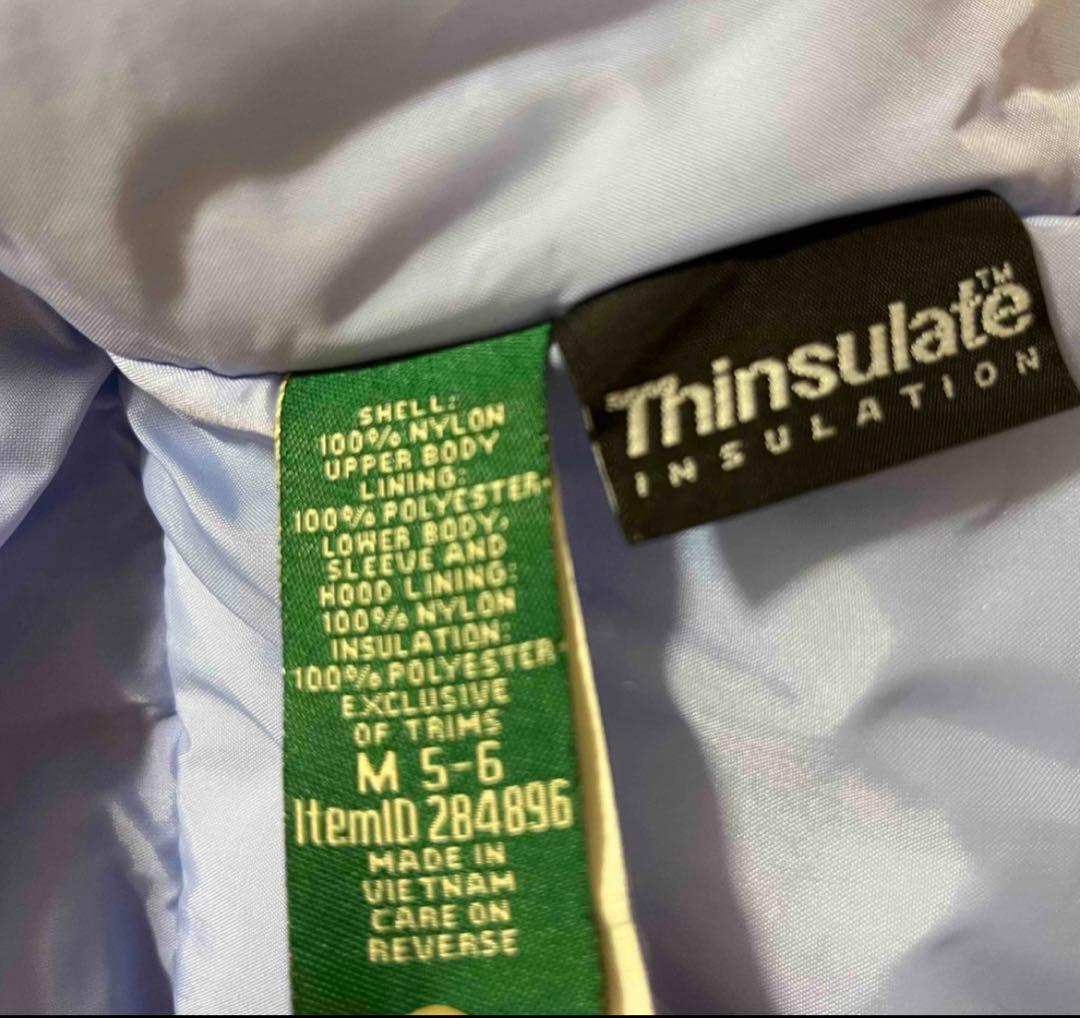 SHELL:
100% NYLON
UPPER BODY
LINING:
100% POLYESTER.
LOWER BODY,
SLEEVE AND
HOOD LINING:
100% NYLON
INSULATION:
100% POLYESTER
EXCLUSIVE
OF TRIMS
M 5-6
ItemID 284896
MADE IN
VIETNAM
CARE ON
REVERSE
Thinsulate™
INSULATION